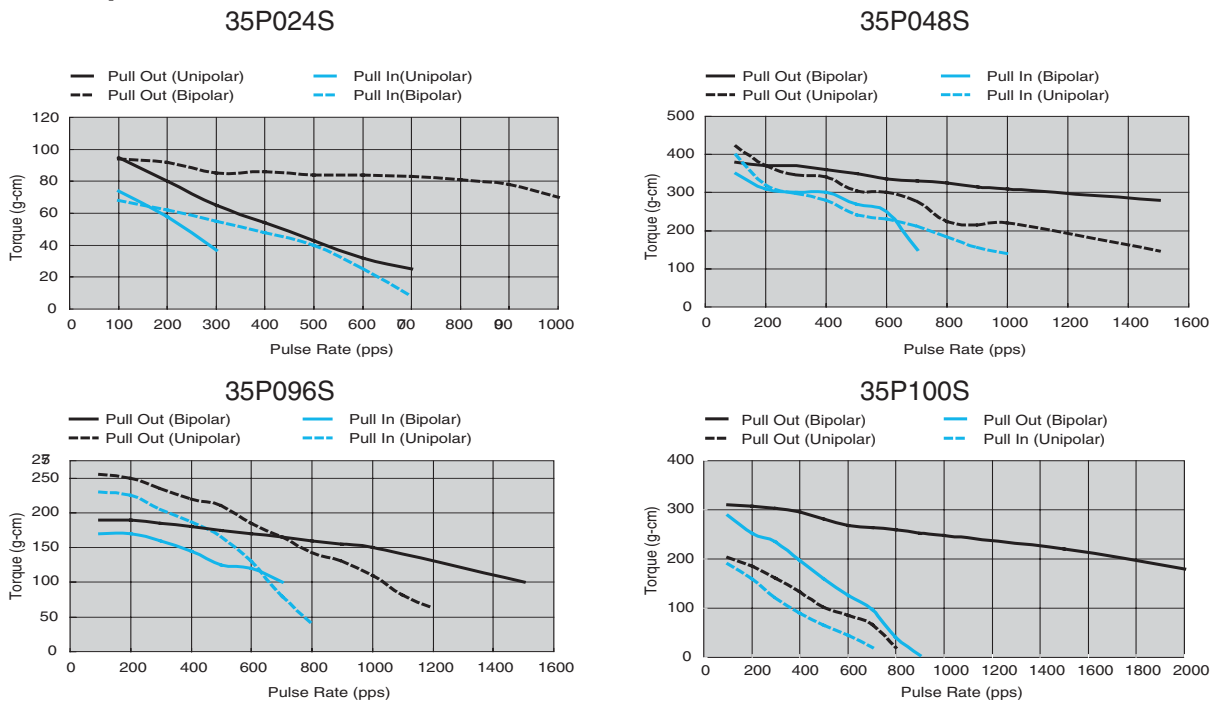 35P024S
Pull Out (Unipolar)
Pull In(Unipolar)
Pull Out (Bipolar)
Pull In(Bipolar)
Torque (g-cm)
120
100
80
60
40
20
0
0 100 200 300 400 500 600 700 800 900 1000
Pulse Rate (pps)
35P048S
Pull Out (Bipolar)
Pull In (Bipolar)
Pull Out (Unipolar)
Pull In (Unipolar)
Torque (g-cm)
500
400
300
200
100
0
0 200 400 600 800 1000 1200 1400 1600
Pulse Rate (pps)
35P096S
Pull Out (Bipolar)
Pull In (Bipolar)
Pull Out (Unipolar)
Pull In (Unipolar)
Torque (g-cm)
250
200
150
100
50
0
0 200 400 600 800 1000 1200 1400 1600
Pulse Rate (pps)
35P100S
Pull Out (Bipolar)
Pull Out (Bipolar)
Pull Out (Unipolar)
Pull In (Unipolar)
Torque (g-cm)
400
300
200
100
0
0 200 400 600 800 1000 1200 1400 1600 1800 2000
Pulse Rate (pps)